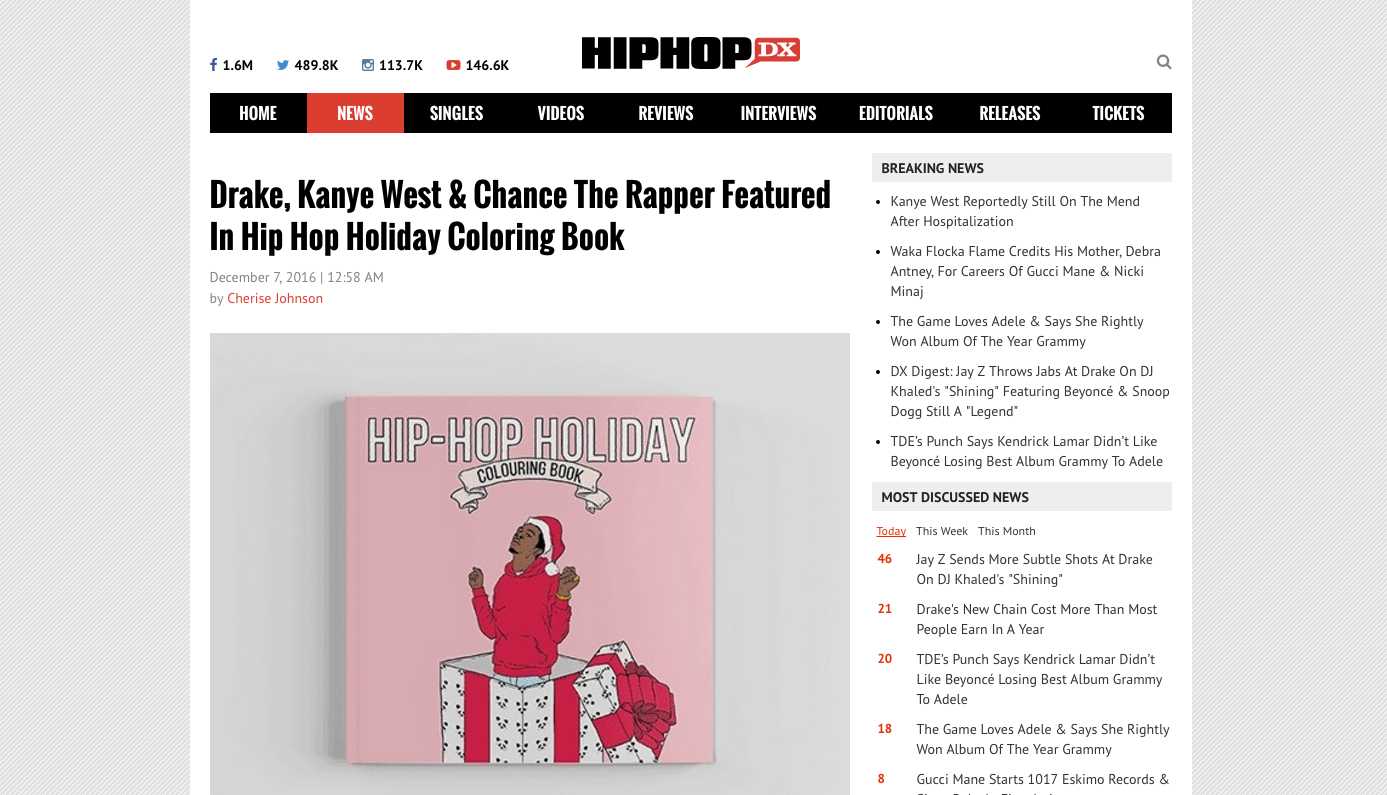 1.6M 489.8K 113.7K 146.6K
HIPHOPDX
HOME NEWS SINGLES VIDEOS REVIEWS INTERVIEWS EDITORIALS RELEASES TICKETS
Drake, Kanye West & Chance The Rapper Featured
In Hip Hop Holiday Coloring Book
December 7, 2016 | 12:58 AM
by Cherise Johnson
HIP-HOP HOLIDAY
COLOURING BOOK
BREAKING NEWS
Kanye West Reportedly Still On The Mend
After Hospitalization
Waka Flocka Flame Credits His Mother, Debra
Antney, For Careers Of Gucci Mane & Nicki
Minaj
The Game Loves Adele & Says She Rightly
Won Album Of The Year Grammy
DX Digest: Jay Z Throws Jabs At Drake On DJ
Khaled's "Shining" Featuring Beyoncé & Snoop
Dogg Still A "Legend"
TDE’s Punch Says Kendrick Lamar Didn’t Like
Beyoncé Losing Best Album Grammy To Adele
MOST DISCUSSED NEWS
Today This Week This Month
46 Jay Z Sends More Subtle Shots At Drake
On DJ Khaled's "Shining"
21 Drake's New Chain Cost More Than Most
People Earn In A Year
20 TDE’s Punch Says Kendrick Lamar Didn’t
Like Beyoncé Losing Best Album Grammy
To Adele
18 The Game Loves Adele & Says She Rightly
Won Album Of The Year Grammy
8 Gucci Mane Starts 1017 Eskimo Records &